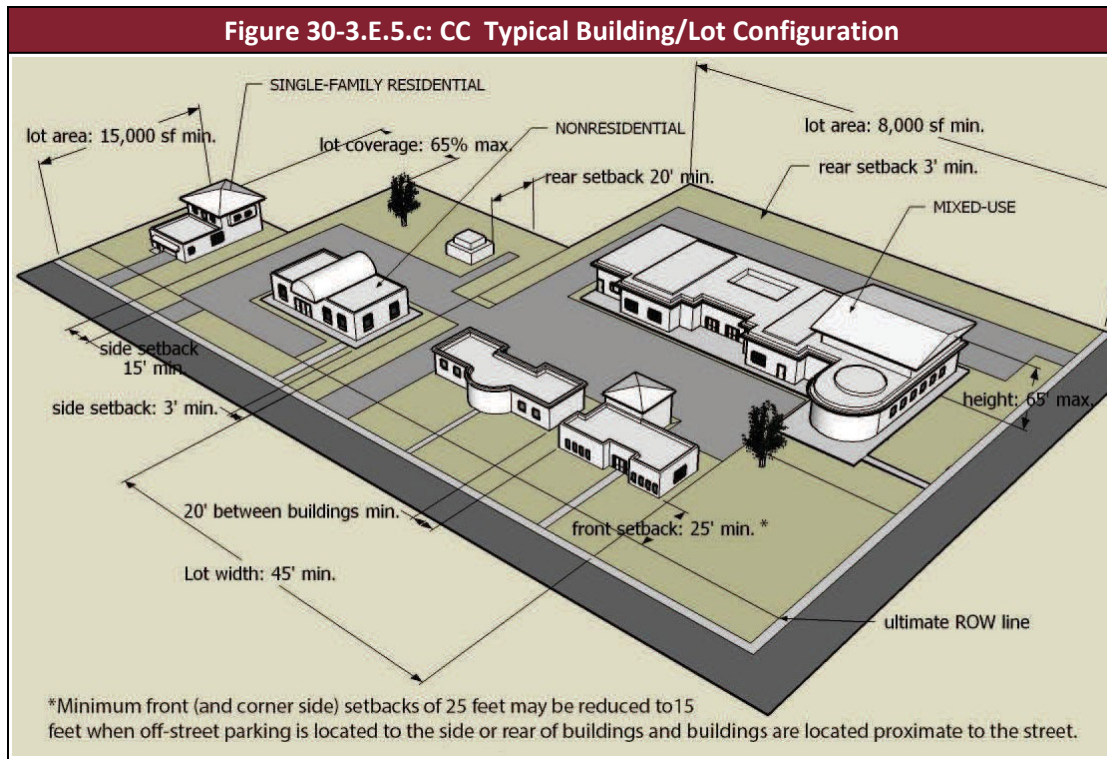 Figure 30-3.E.5.c: CC Typical Building/Lot Configuration
SINGLE-FAMILY RESIDENTIAL
lot area: 15,000 sf min.
NONRESIDENTIAL
lot coverage: 65% max.
lot area: 8,000 sf min.
rear setback 20' min.
rear setback 3' min.
MIXED-USE
side setback
15' min.
side setback: 3' min.
height: 65' max.
20' between buildings min.
front setback: 25' min. *
Lot width: 45' min.
ultimate ROW line
*Minimum front (and corner side) setbacks of 25 feet may be reduced to15
feet when off-street parking is located to the side or rear of buildings and buildings are located proximate to the street.